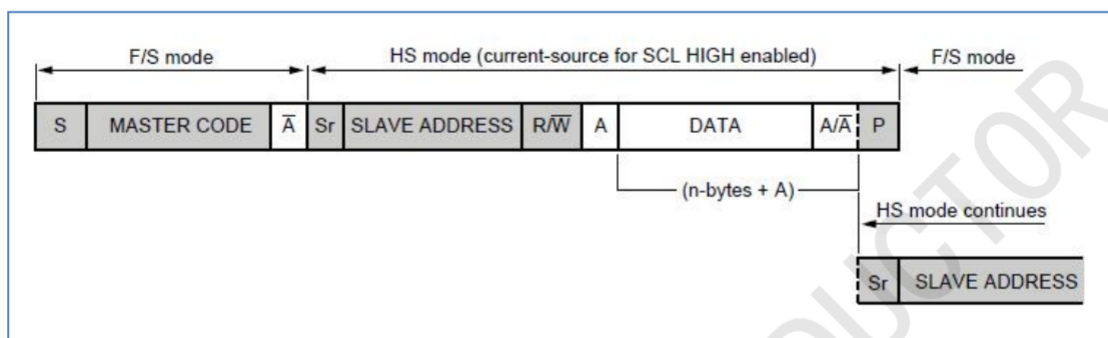 F/S mode HS mode (current-source for SCL HIGH enabled) F/S mode
S MASTER CODE A̅ Sr SLAVE ADDRESS R/W̅ A DATA A/A̅ P
(n-bytes + A)
HS mode continues
Sr SLAVE ADDRESS